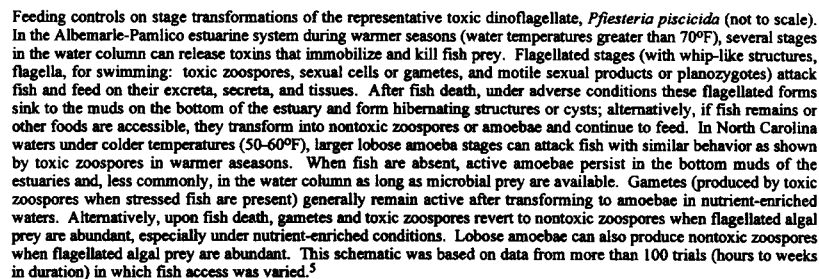 Feeding controls on stage transformations of the representative toxic dinoflagellate, Pfiesteria piscicida (not to scale).
In the Albemarle-Pamlico estuarine system during warmer seasons (water temperatures greater than 70ºF), several stages
in the water column can release toxins that immobilize and kill fish prey. Flagellated stages (with whip-like structures,
flagella, for swimming: toxic zoospores, sexual cells or gametes, and motile sexual products or planozygotes) attack
fish and feed on their excreta, secreta, and tissues. After fish death, under adverse conditions these flagellated forms
sink to the muds on the bottom of the estuary and form hibernating structures or cysts; alternatively, if fish remains or
other foods are accessible, they transform into nontoxic zoospores or amoebae and continue to feed. In North Carolina
waters under colder temperatures (50-60ºF), larger lobose amoeba stages can attack fish with similar behavior as shown
by toxic zoospores in warmer aseasons. When fish are absent, active amoebae persist in the bottom muds of the
estuaries and, less commonly, in the water column as long as microbial prey are available. Gametes (produced by toxic
zoospores when stressed fish are present) generally remain active after transforming to amoebae in nutrient-enriched
waters. Alternatively, upon fish death, gametes and toxic zoospores revert to nontoxic zoospores when flagellated algal
prey are abundant, especially under nutrient-enriched conditions. Lobose amoebae can also produce nontoxic zoospores
when flagellated algal prey are abundant. This schematic was based on data from more than 100 trials (hours to weeks
in duration) in which fish access was varied.5